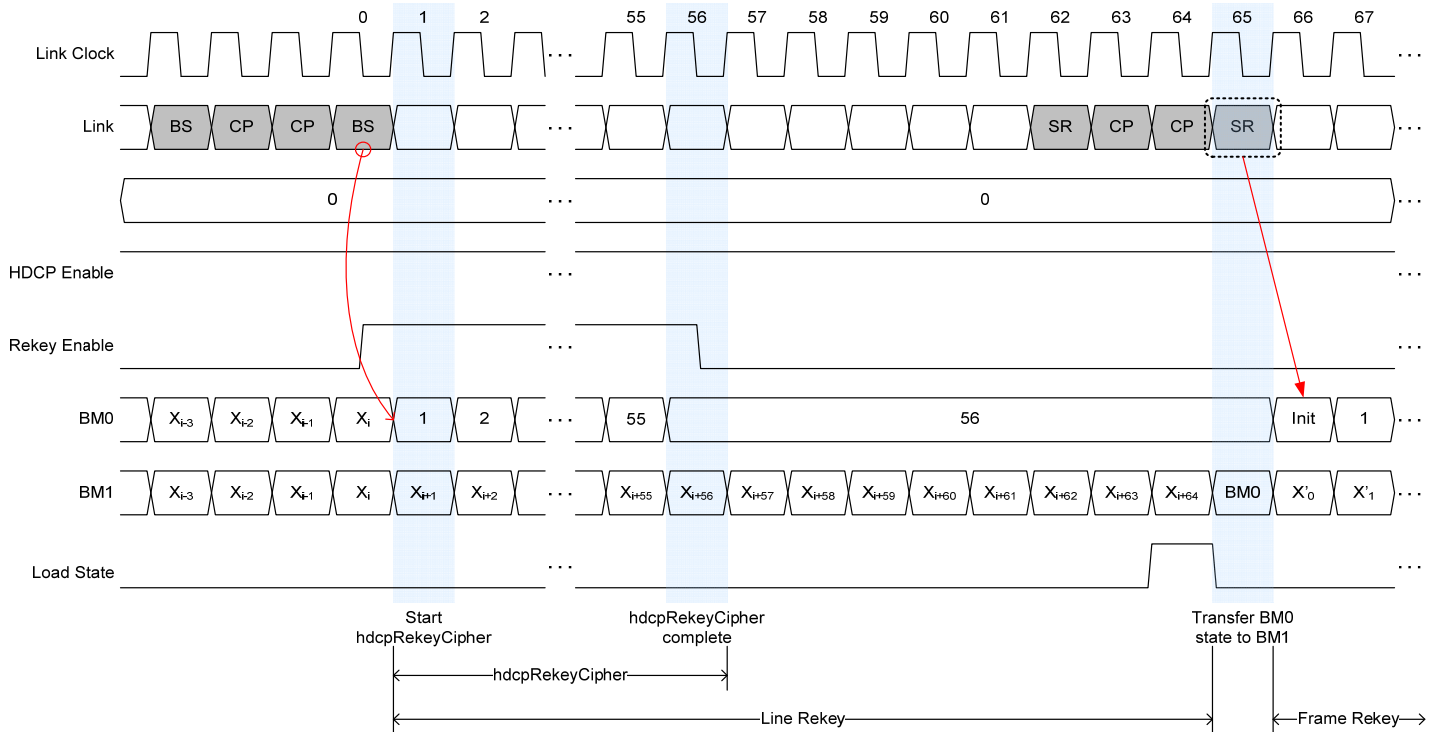 0 1 2 55 56 57 58 59 60 61 62 63 64 65 66 67
Link Clock ... ...
Link BS CP CP BS SR CP CP SR ...
0 ... 0 ...
HDCP Enable ... ...
Rekey Enable ... ...
BM0 Xi-3 Xi-2 Xi-1 Xi 1 2 ... 55 56 Init 1 ...
BM1 Xi-3 Xi-2 Xi-1 Xi Xi+1 Xi+2 ... Xi+55 Xi+56 Xi+57 Xi+58 Xi+59 Xi+60 Xi+61 Xi+62 Xi+63 Xi+64 BM0 X'0 X'1 ...
Load State ... ...
Start
hdcpRekeyCipher
hdcpRekeyCipher
complete
Transfer BM0
state to BM1
hdcpRekeyCipher
Line Rekey
Frame Rekey